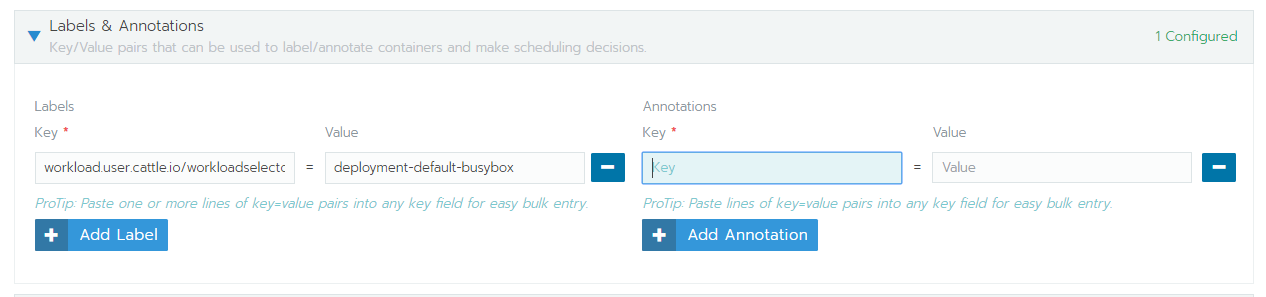 Labels & Annotations
Key/Value pairs that can be used to label/annotate containers and make scheduling decisions.
1 Configured
Labels
Annotations
Key *
Value
Key *
Value
workload.user.cattle.io/workloadselectc
=
deployment-default-busybox
Key
=
Value
ProTip: Paste one or more lines of key=value pairs into any key field for easy bulk entry.
ProTip: Paste lines of key=value pairs into any key field for easy bulk entry.
Add Label
Add Annotation